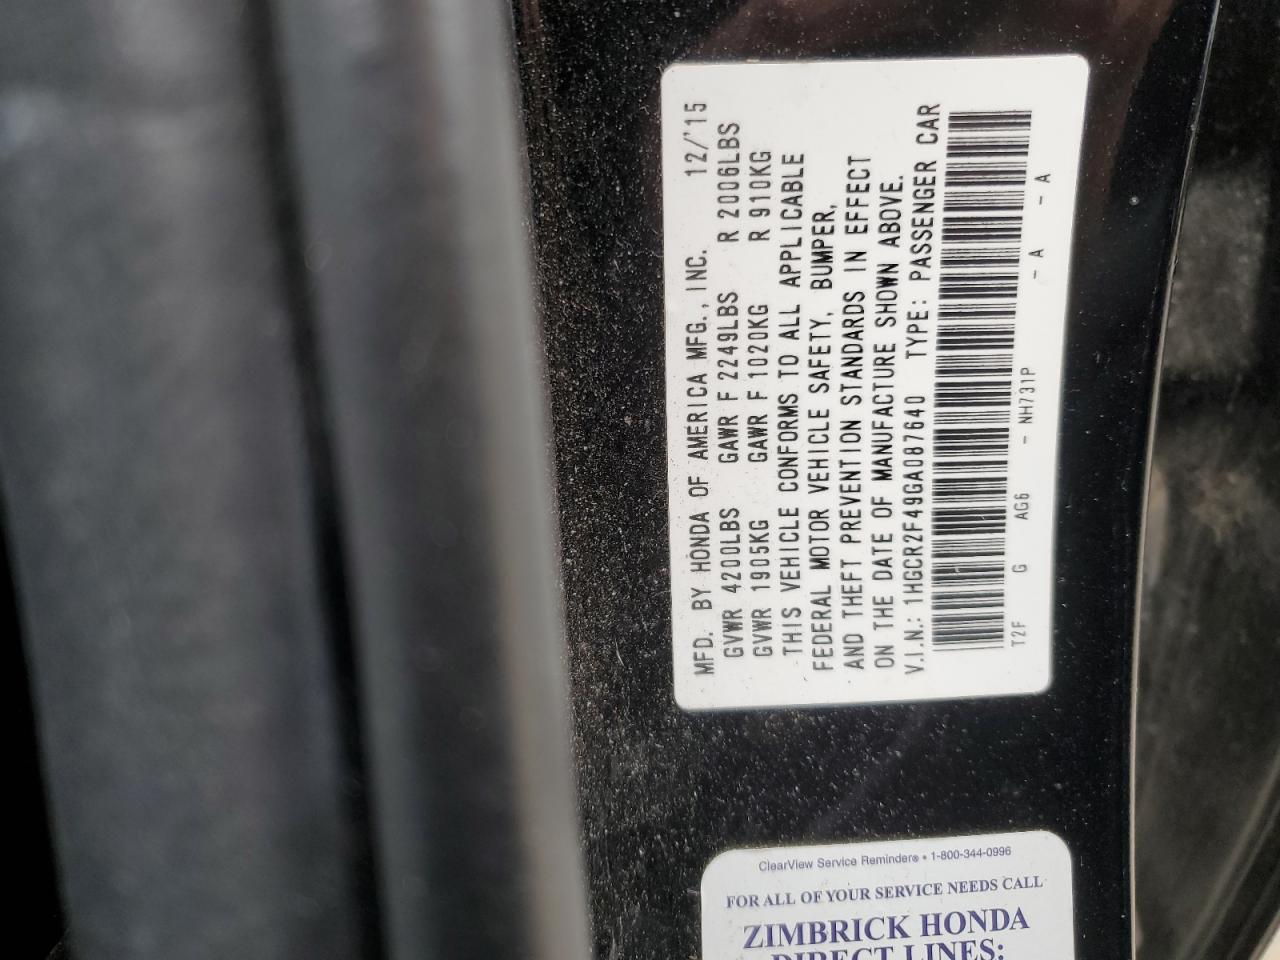 MFD. BY HONDA OF AMERICA MFG., INC. 12/'15
GVWR 4200LBS GAWR F 2249LBS R 2006LBS
GVWR 1905KG GAWR F 1020KG R 910KG
THIS VEHICLE CONFORMS TO ALL APPLICABLE
FEDERAL MOTOR VEHICLE SAFETY, BUMPER,
AND THEFT PREVENTION STANDARDS IN EFFECT
ON THE DATE OF MANUFACTURE SHOWN ABOVE.
V.I.N.: 1HGCR2F49GA087640 TYPE: PASSENGER CAR
T2F G AG6 - NH731P - A - A
ClearView Service Reminder® • 1-800-344-0996
FOR ALL OF YOUR SERVICE NEEDS CALL
ZIMBRICK HONDA
DIRECT LINES: